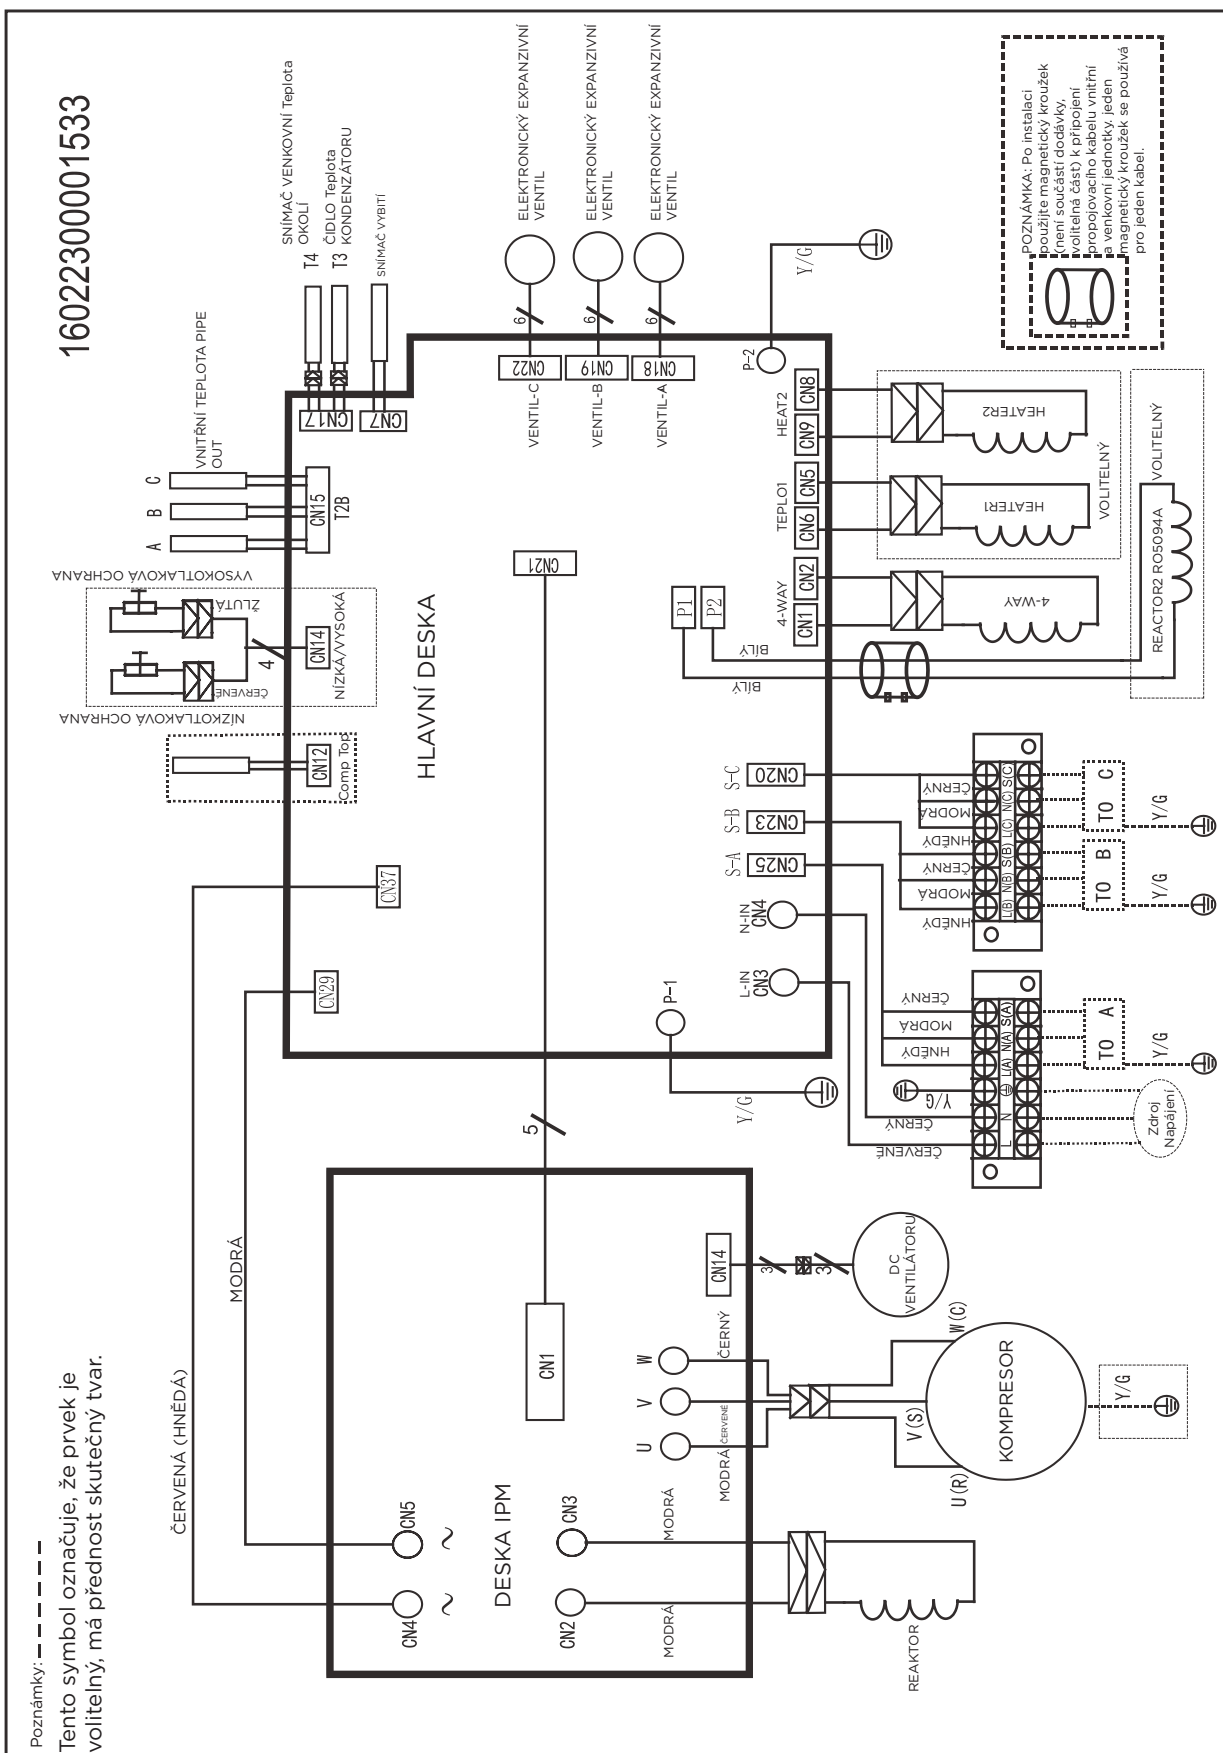 16022300001533
SNÍMAČ VENKOVNÍ Teplota
OKOLÍ
T4
ČIDLO Teplota
KONDENZÁTORU
T3
SNÍMAČ VYBITÍ
CN17
CN7
VNITŘNÍ TEPLOTA PIPE
OUT
C
B
A
CN15
T2B
VYSOKOTLAKOVÁ OCHRANA
ŽLUTÁ
ČERVENÉ
4
CN14
NÍZKÁ/VYSOKÁ
NÍZKOTLAKOVÁ OCHRANA
CN12
Comp Top
ELEKTRONICKÝ EXPANZIVNÍ
VENTIL
ELEKTRONICKÝ EXPANZIVNÍ
VENTIL
ELEKTRONICKÝ EXPANZIVNÍ
VENTIL
6
6
6
CN22
CN19
CN18
VENTIL-C
VENTIL-B
VENTIL-A
Y/G
P-2
POZNÁMKA: Po instalaci
použijte magnetický kroužek
(není součástí dodávky,
volitelná část) k připojení
propojovacího kabelu vnitřní
a venkovní jednotky. jeden
magnetický kroužek se používá
pro jeden kabel.
HEAT2
CN8
CN9
TEPLO1
CN5
CN6
4-WAY
CN2
CN1
HEATER2
HEATER1
VOLITELNÝ
4-WAY
VOLITELNÝ
REACTOR2 RO5094A
P1
P2
BÍLÝ
BÍLÝ
CN21
HLAVNÍ DESKA
CN37
CN29
S-C
CN20
S-B
CN23
S-A
CN25
N-IN
CN4
L-IN
CN3
P-1
Y/G
ČERNÝ
MODRÁ
HNĚDÝ
ČERNÝ
MODRÁ
HNĚDÝ
S(C)
N(C)
L(C)
S(B)
N(B)
L(B)
TO C
Y/G
TO B
Y/G
ČERNÝ
MODRÁ
HNĚDÝ
Y/G
ČERNÝ
ČERVENÉ
S(A)
N(A)
L(A)
N
L
TO A
Y/G
Zdroj
Napájení
5
MODRÁ
ČERVENÁ (HNĚDÁ)
CN1
CN14
3
3
DC
VENTILÁTORU
W
V
U
ČERNÝ
ČERVENÉ
MODRÁ
W(C)
V(S)
U(R)
KOMPRESOR
Y/G
CN5
CN4
~
~
DESKA IPM
CN3
CN2
MODRÁ
MODRÁ
REAKTOR
Poznámky:
Tento symbol označuje, že prvek je
volitelný, má přednost skutečný tvar.